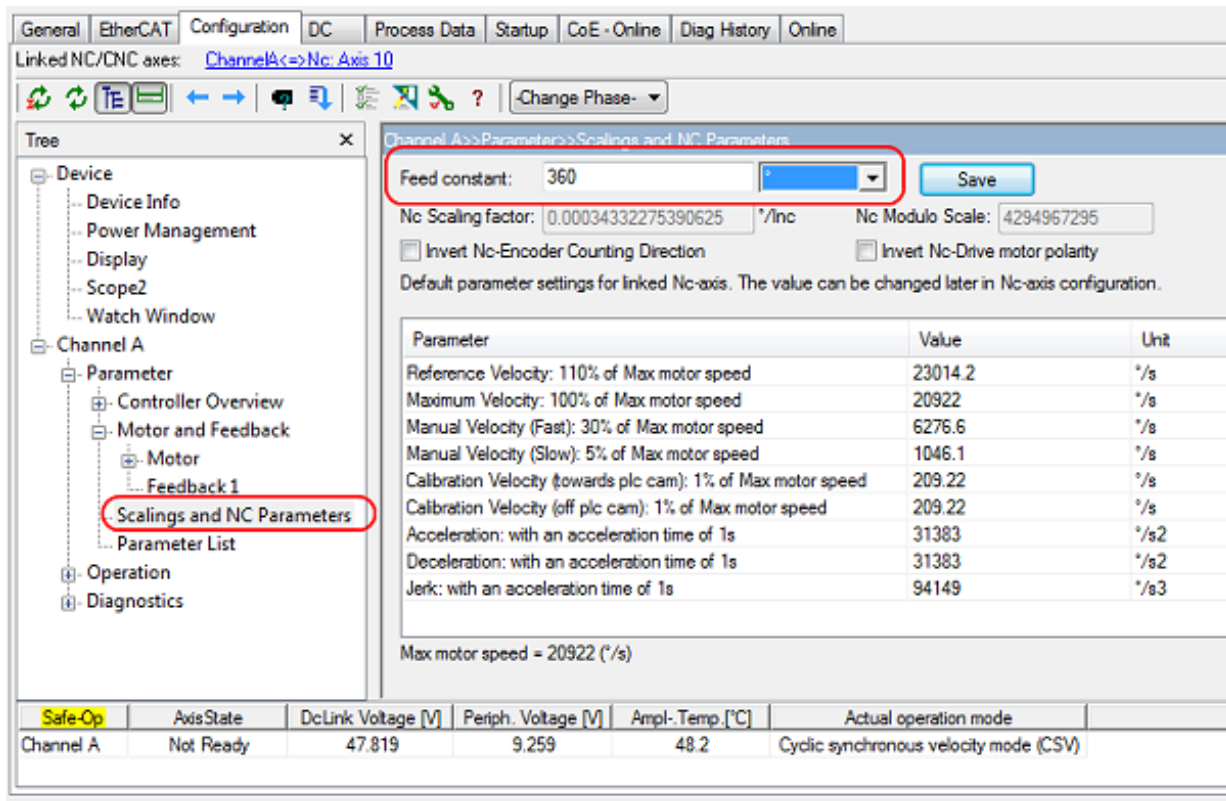 General EtherCAT Configuration DC Process Data Startup CoE - Online Diag History Online
Linked NC/CNC axes: ChannelA<=>Nc: Axis 10
TE ? -Change Phase-
Tree x
Device
Device Info
Power Management
Display
Scope2
Watch Window
Channel A
Parameter
Controller Overview
Motor and Feedback
Motor
Feedback 1
Scalings and NC Parameters
Parameter List
Operation
Diagnostics
Channel A>>Parameter>>Scalings and NC Parameters
Feed constant: 360 ° Save
Nc Scaling factor: 0.00034332275390625 °/Inc Nc Modulo Scale: 4294967295
Invert Nc-Encoder Counting Direction Invert Nc-Drive motor polarity
Default parameter settings for linked Nc-axis. The value can be changed later in Nc-axis configuration.
Parameter Value Unit
Reference Velocity: 110% of Max motor speed 23014.2 °/s
Maximum Velocity: 100% of Max motor speed 20922 °/s
Manual Velocity (Fast): 30% of Max motor speed 6276.6 °/s
Manual Velocity (Slow): 5% of Max motor speed 1046.1 °/s
Calibration Velocity (towards plc cam): 1% of Max motor speed 209.22 °/s
Calibration Velocity (off plc cam): 1% of Max motor speed 209.22 °/s
Acceleration: with an acceleration time of 1s 31383 °/s2
Deceleration: with an acceleration time of 1s 31383 °/s2
Jerk: with an acceleration time of 1s 94149 °/s3
Max motor speed = 20922 (°/s)
Safe-Op AxisState DcLink Voltage [V] Periph. Voltage [V] Ampl-.Temp.[°C] Actual operation mode
Channel A Not Ready 47.819 9.259 48.2 Cyclic synchronous velocity mode (CSV)